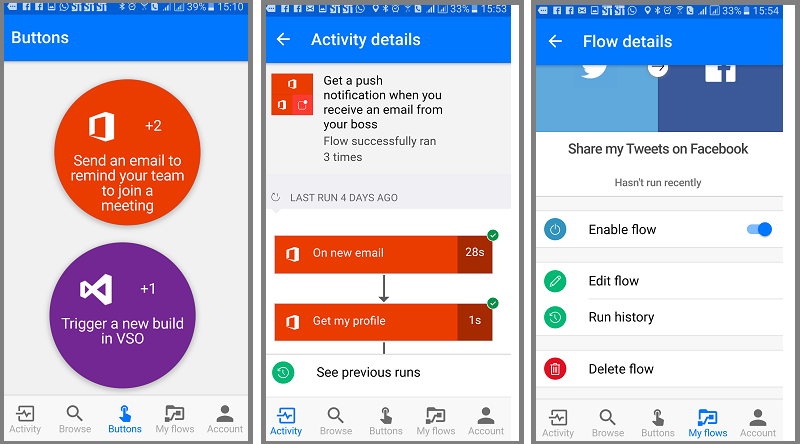 39% 15:10
Buttons
+2
Send an email to
remind your team
to join a
meeting
+1
Trigger a new build
in VSO
Activity
Browse
Buttons
My flows
Account
38% 15:53
Activity details
Get a push
notification when you
receive an email from
your boss
Flow successfully ran
3 times
LAST RUN 4 DAYS AGO
On new email
28s
Get my profile
1s
See previous runs
Activity
Browse
Buttons
My flows
Account
33% 15:54
Flow details
Share my Tweets on Facebook
Hasn't run recently
Enable flow
Edit flow
Run history
Delete flow
Activity
Browse
Buttons
My flows
Account